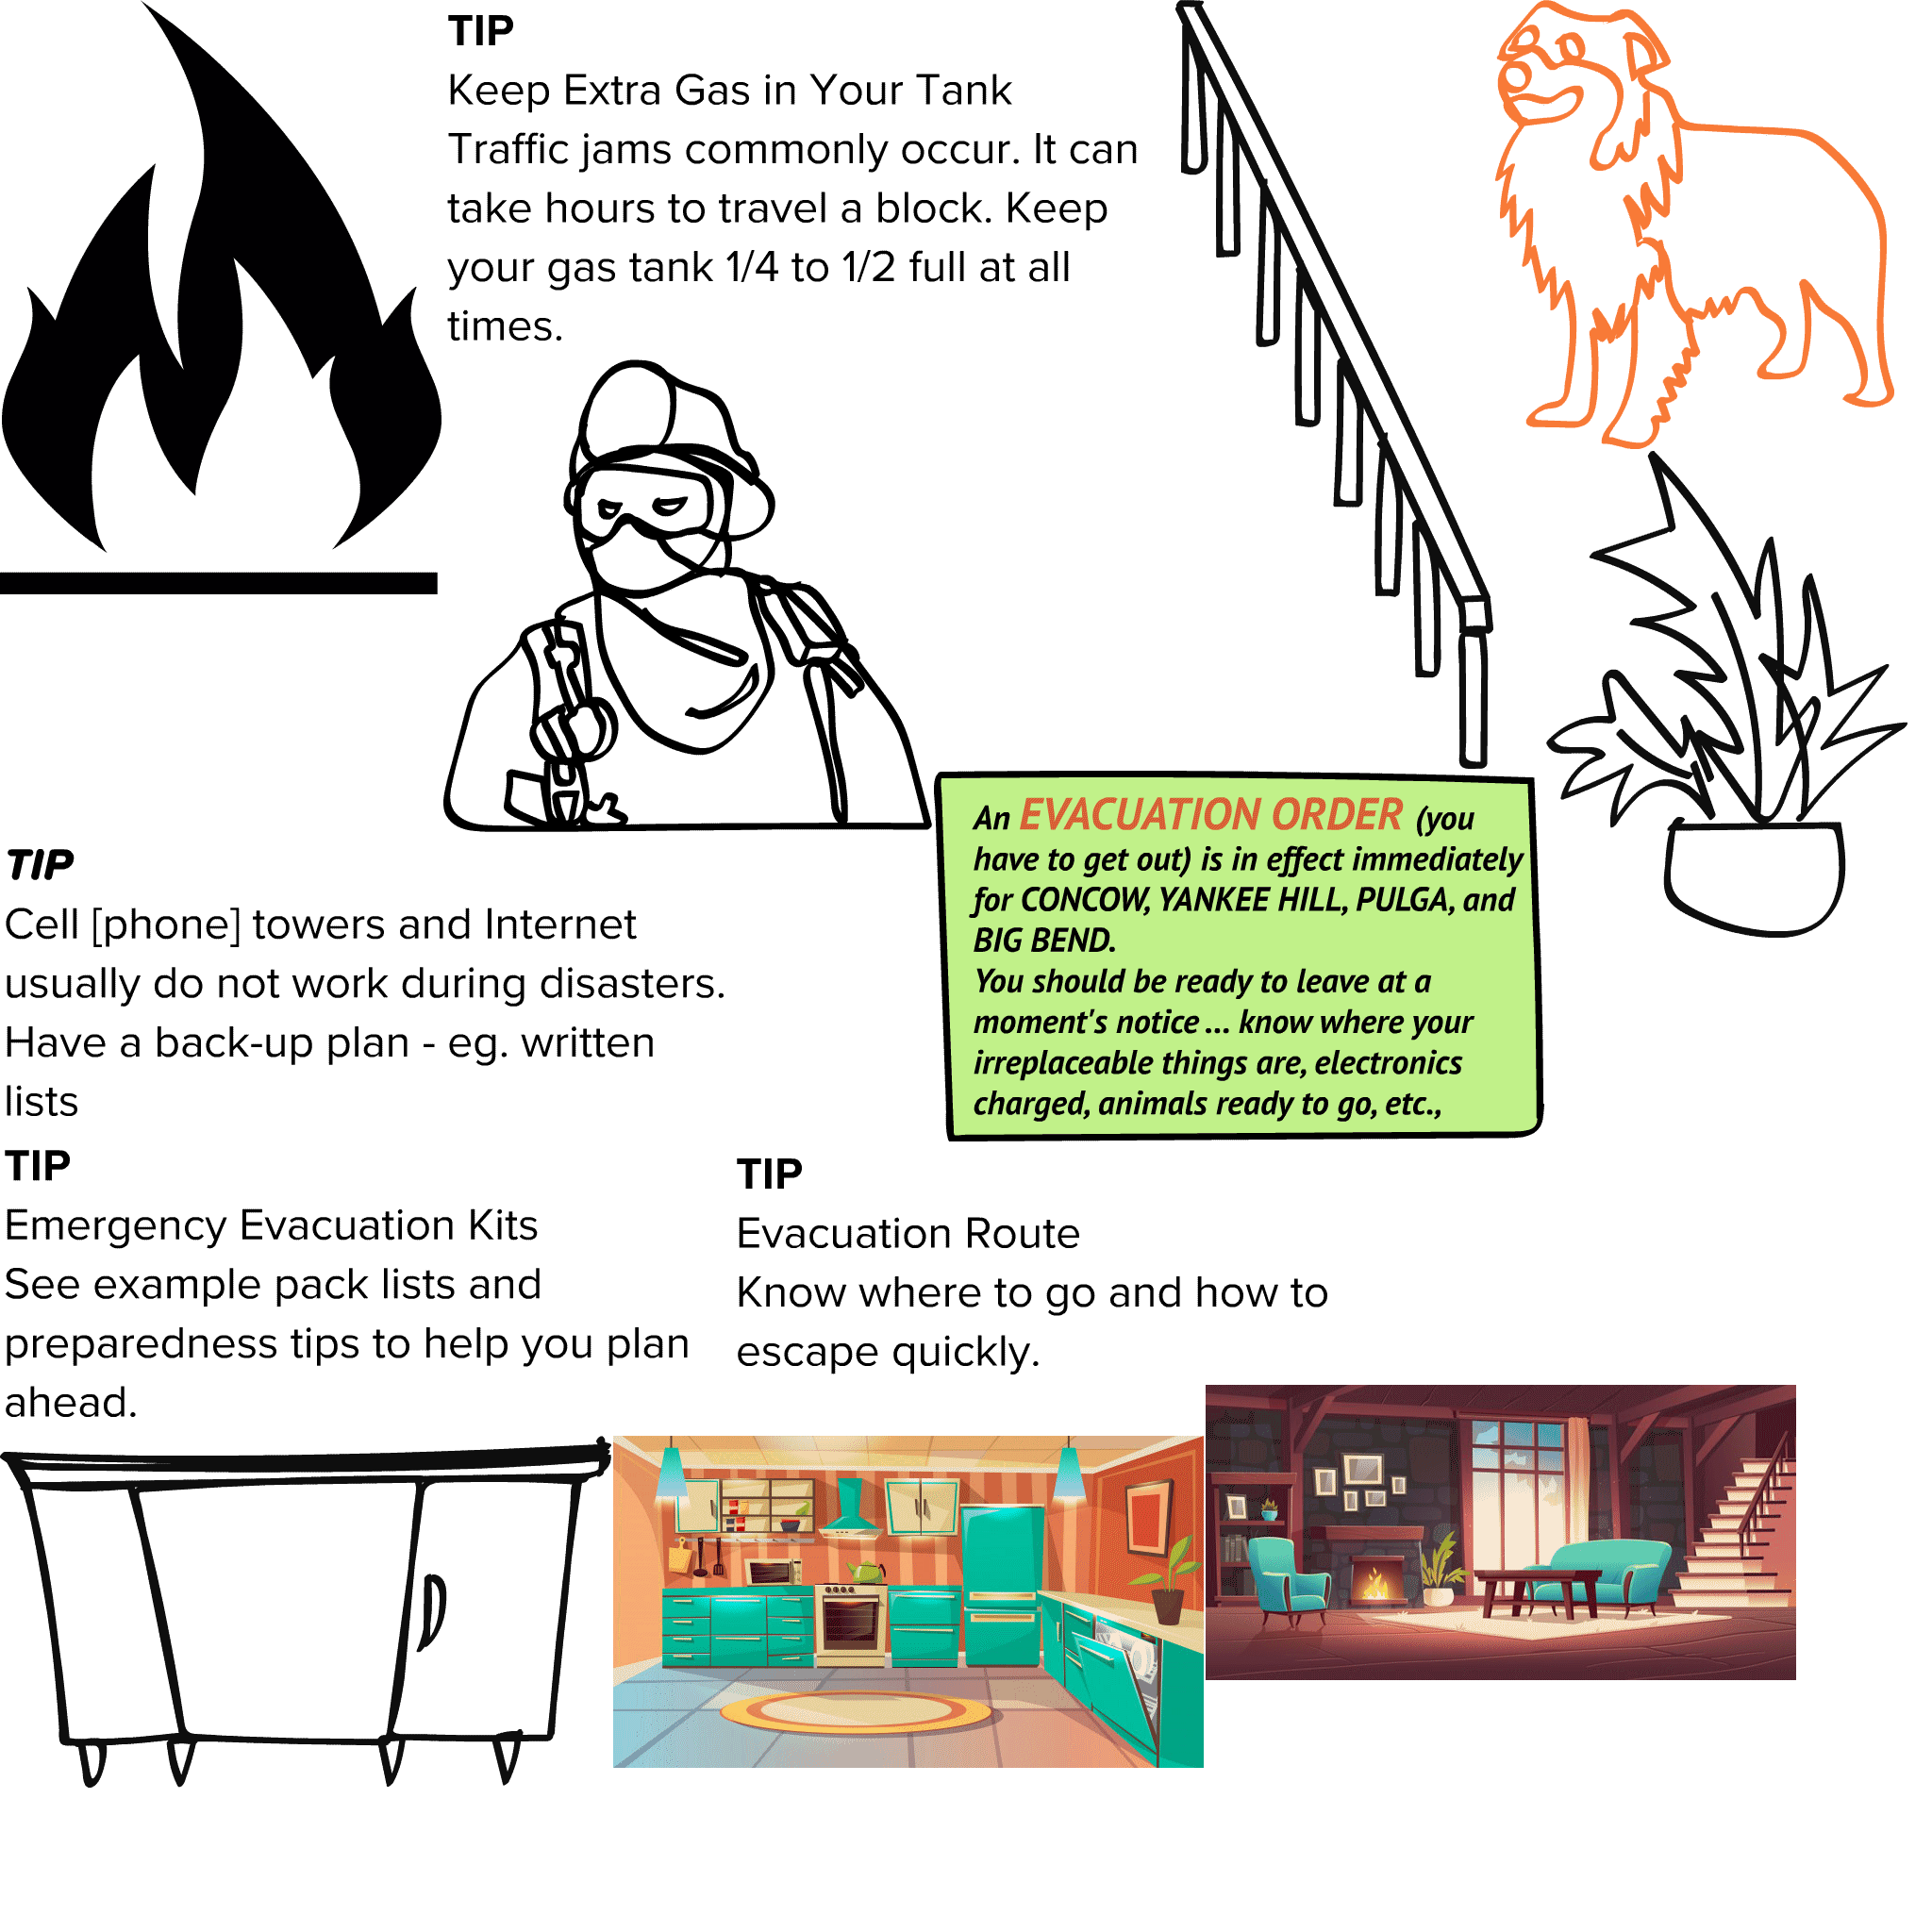 TIP
Keep Extra Gas in Your Tank
Traffic jams commonly occur. It can
take hours to travel a block. Keep
your gas tank 1/4 to 1/2 full at all
times.
An EVACUATION ORDER (you
have to get out) is in effect immediately
for CONCOW, YANKEE HILL, PULGA, and
BIG BEND.
You should be ready to leave at a
moment's notice ... know where your
irreplaceable things are, electronics
charged, animals ready to go, etc.,
TIP
Cell [phone] towers and Internet
usually do not work during disasters.
Have a back-up plan - eg. written
lists
TIP
Emergency Evacuation Kits
See example pack lists and
preparedness tips to help you plan
ahead.
TIP
Evacuation Route
Know where to go and how to
escape quickly.